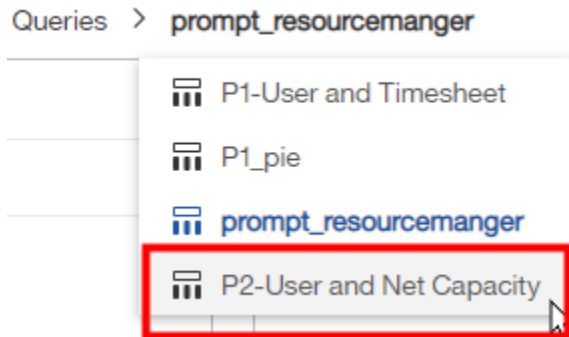 Queries > prompt_resourcemanger
P1-User and Timesheet
P1_pie
prompt_resourcemanger
P2-User and Net Capacity